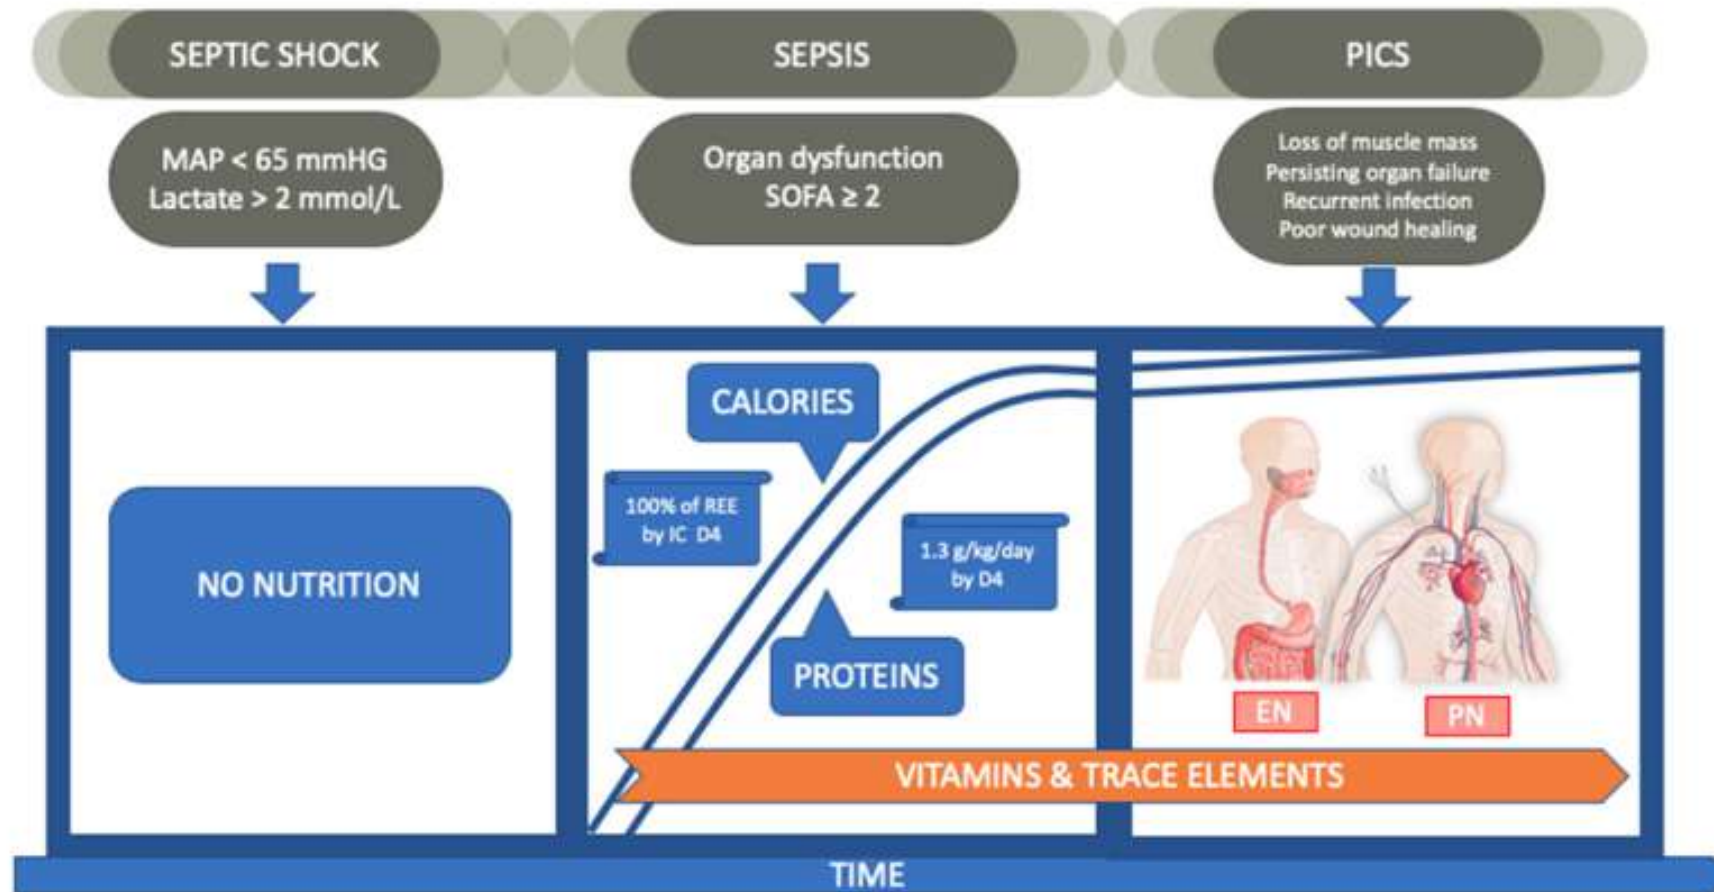 SEPTIC SHOCK
SEPSIS
PICS
MAP < 65 mmHG
Lactate > 2 mmol/L
Organ dysfunction
SOFA ≥ 2
Loss of muscle mass
Persisting organ failure
Recurrent infection
Poor wound healing
NO NUTRITION
CALORIES
100% of REE
by IC D4
1.3 g/kg/day
by D4
PROTEINS
EN
PN
VITAMINS & TRACE ELEMENTS
TIME